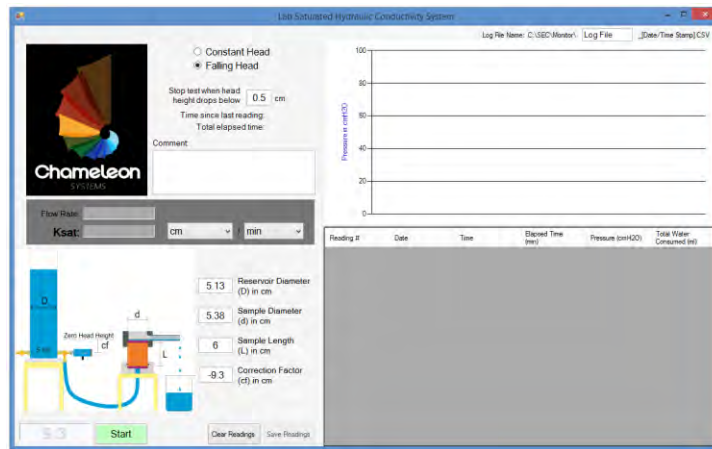 Lab Saturated Hydraulic Conductivity System
Log File Name: C:\SEC\Monitor\ Log File _[Date/Time Stamp].CSV
Constant Head
Falling Head
Stop test when head
height drops below 0.5 cm
Time since last reading:
Total elapsed time:
Comment
Chameleon
SYSTEMS
Flow Rate:
Ksat: cm / min
Pressure in cmH2O
100
80
60
40
20
0
Reading # Date Time Elapsed Time (min) Pressure (cmH2O) Total Water Consumed (ml)
D
Zero Head Height
cf
d
L
5.13 Reservoir Diameter
(D) in cm
5.38 Sample Diameter
(d) in cm
6 Sample Length
(L) in cm
-9.3 Correction Factor
(cf) in cm
Start
Clear Readings Save Readings